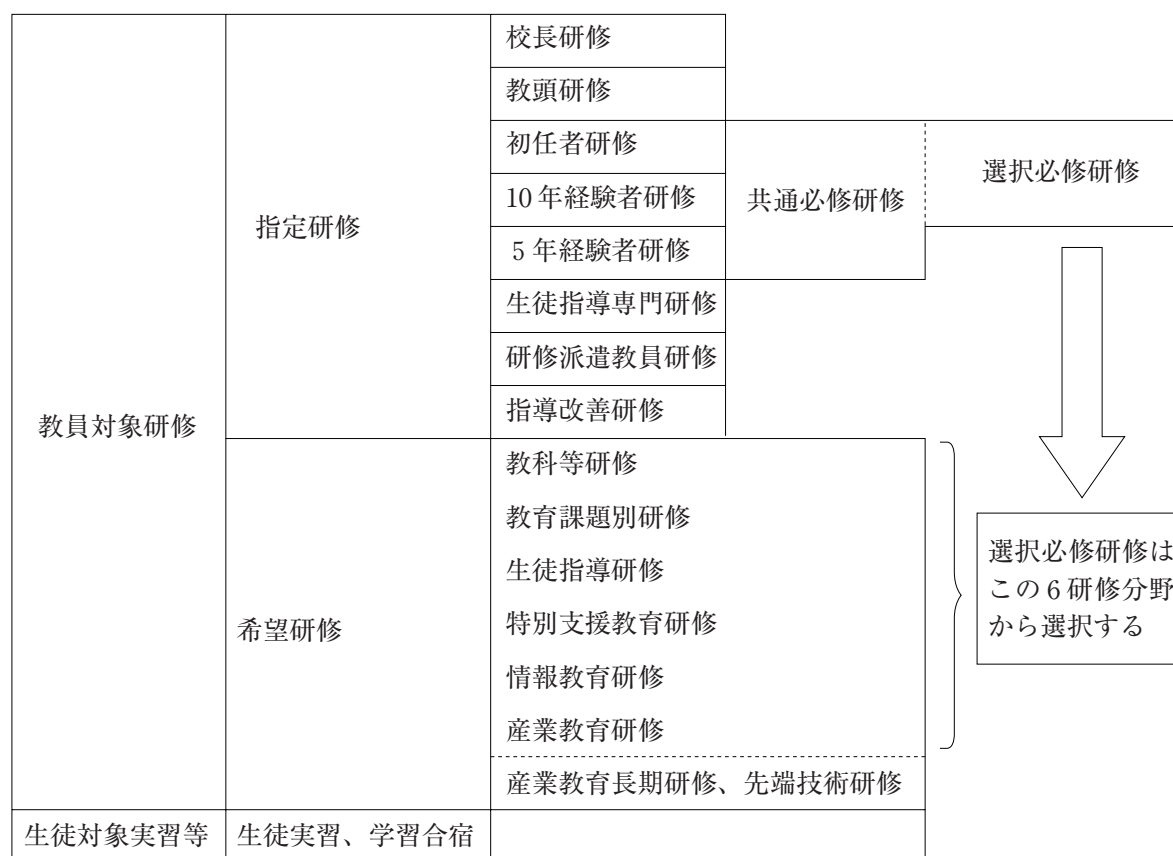 教員対象研修
指定研修
校長研修
教頭研修
初任者研修
10年経験者研修
5年経験者研修
共通必修研修
選択必修研修
生徒指導専門研修
研修派遣教員研修
指導改善研修
希望研修
教科等研修
教育課題別研修
生徒指導研修
特別支援教育研修
情報教育研修
産業教育研修
産業教育長期研修、先端技術研修
選択必修研修は
この6研修分野
から選択する
生徒対象実習等
生徒実習、学習合宿